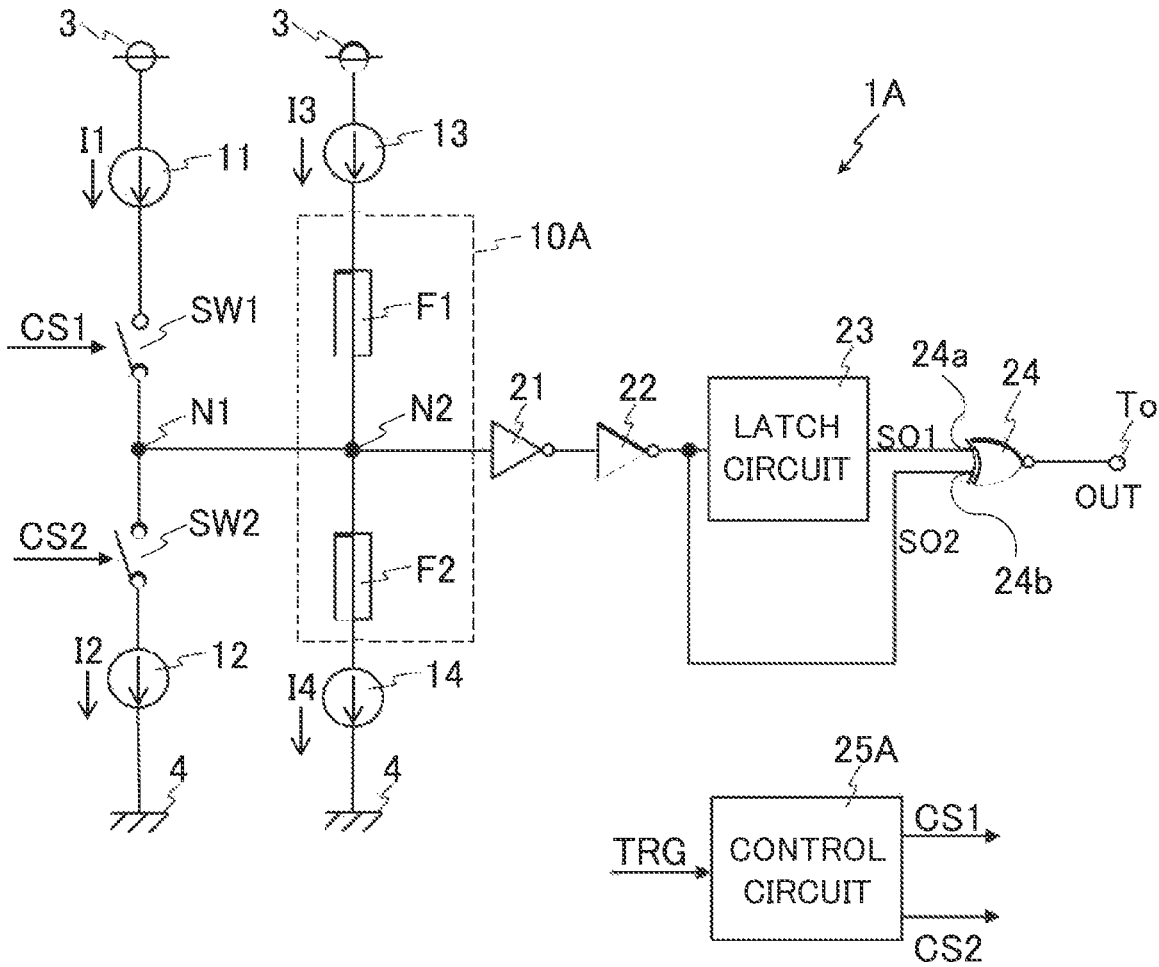 3
3
1A
I1
11
I3
13
10A
CS1
SW1
F1
N1
N2
21
22
23
LATCH
CIRCUIT
24a
24
To
SO1
OUT
CS2
SW2
F2
SO2
24b
I2
12
I4
14
4
4
25A
TRG
CONTROL
CIRCUIT
CS1
CS2